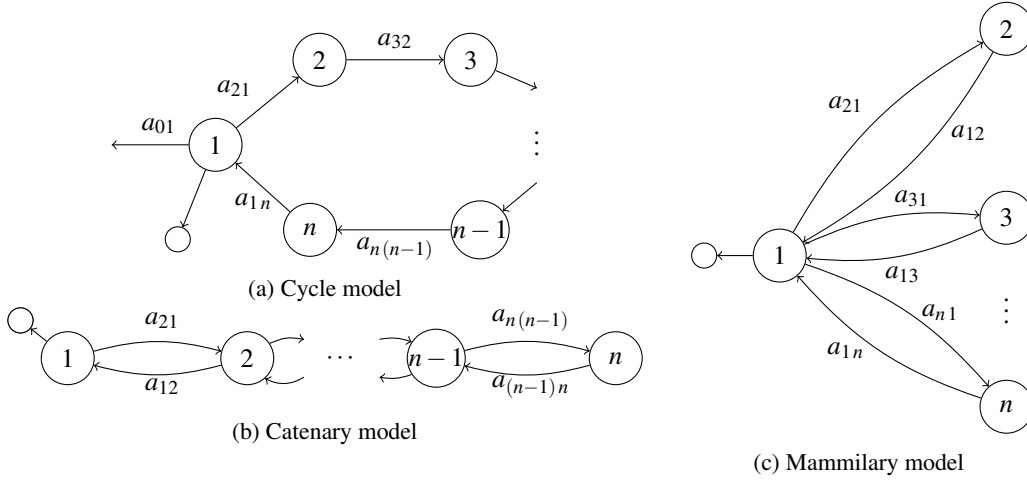 a₂₁
a₃₂
a₀₁
1
2
3
⋮
a₁ₙ
n
aₙ₍ₙ₋₁₎
n−1
(a) Cycle model
1
a₂₁
a₁₂
2
⋯
n−1
aₙ₍ₙ₋₁₎
a₍ₙ₋₁₎ₙ
n
(b) Catenary model
1
a₂₁
a₁₂
2
a₃₁
a₁₃
3
⋮
aₙ₁
a₁ₙ
n
(c) Mammilary model